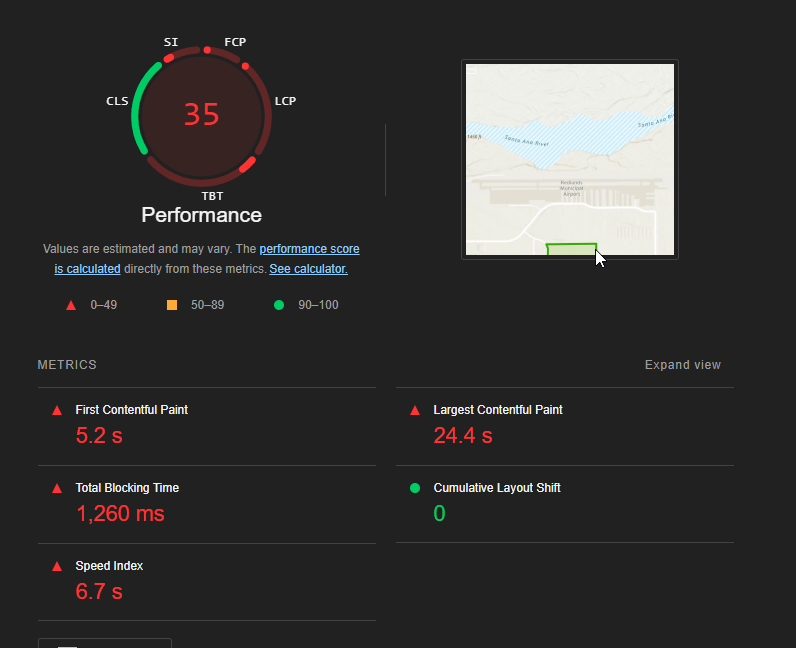 SI
FCP
CLS
LCP
35
TBT
Performance
Values are estimated and may vary. The performance score
is calculated directly from these metrics. See calculator.
0–49
50–89
90–100
Santa Ana River
Santa Ana Ri
Redlands
Municipal
Airport
METRICS
Expand view
First Contentful Paint
5.2 s
Largest Contentful Paint
24.4 s
Total Blocking Time
1,260 ms
Cumulative Layout Shift
0
Speed Index
6.7 s